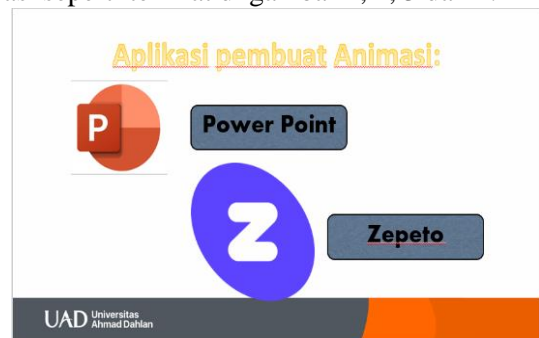 Aplikasi pembuat Animasi:
P
Power Point
Z
Zepeto
UAD Universitas
Ahmad Dahlan